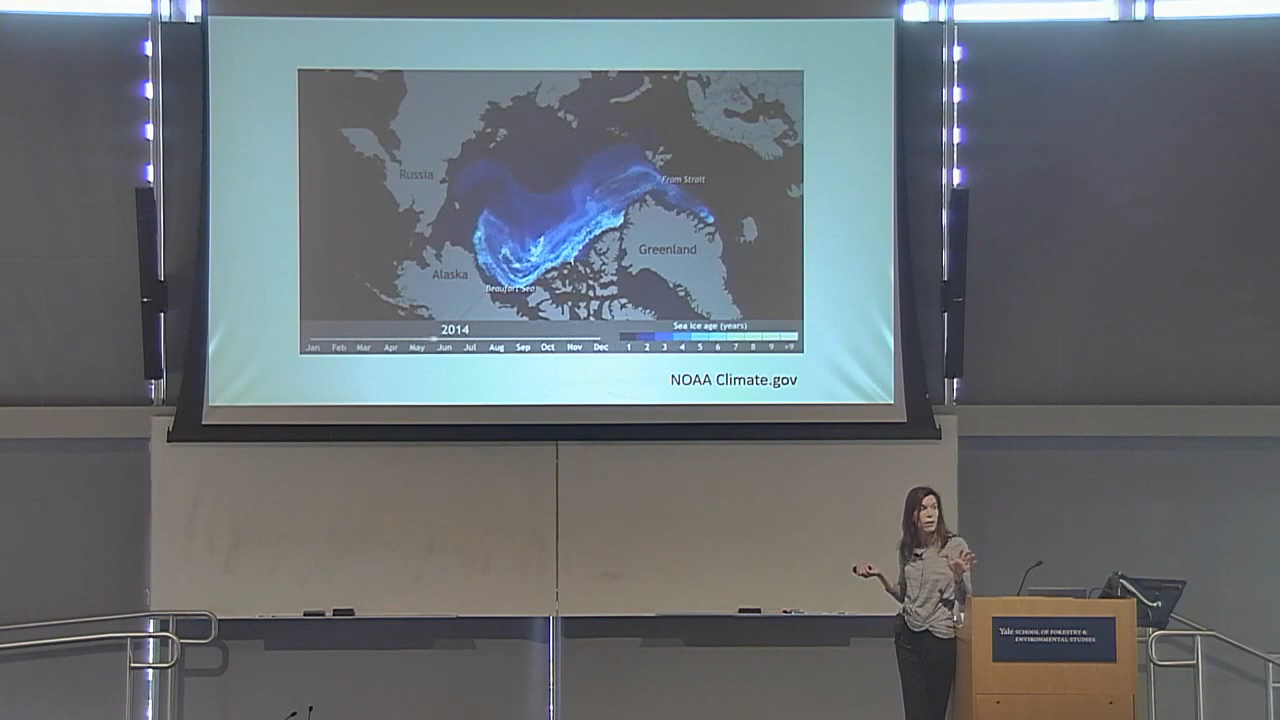 Russia
Fram Strait
Greenland
Alaska
Beaufort Sea
2014
Sea ice age (years)
Jan Feb Mar Apr May Jun Jul Aug Sep Oct Nov Dec
1 2 3 4 5 6 7 8 9 >9
NOAA Climate.gov
Yale SCHOOL OF FORESTRY &
ENVIRONMENTAL STUDIES